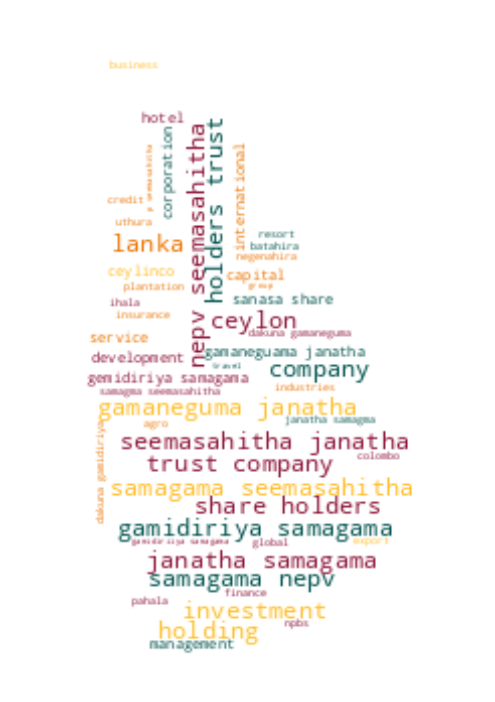 business
hotel
seemasahitha
holders trust
corporation
international
p seemasahitha
credit
uthura
resort
lanka
batahira
negenahira
ceylinco
capital
plantation
group
ihala
sanasa share
insurance
nepv
ceylon
dakuna gamaneguma
service
development
gamaneguama janatha
travel
company
gemidiriya samagama
industries
samagma seemasahitha
gamaneguma janatha
agro
janatha samagma
dakuna gamidiriya
seemasahitha janatha
colombo
trust company
samagama seemasahitha
share holders
gamidiriya samagama
gamidiriiya samagama
global
export
janatha samagama
samagama nepv
finance
pahala
investment
npbs
holding
management